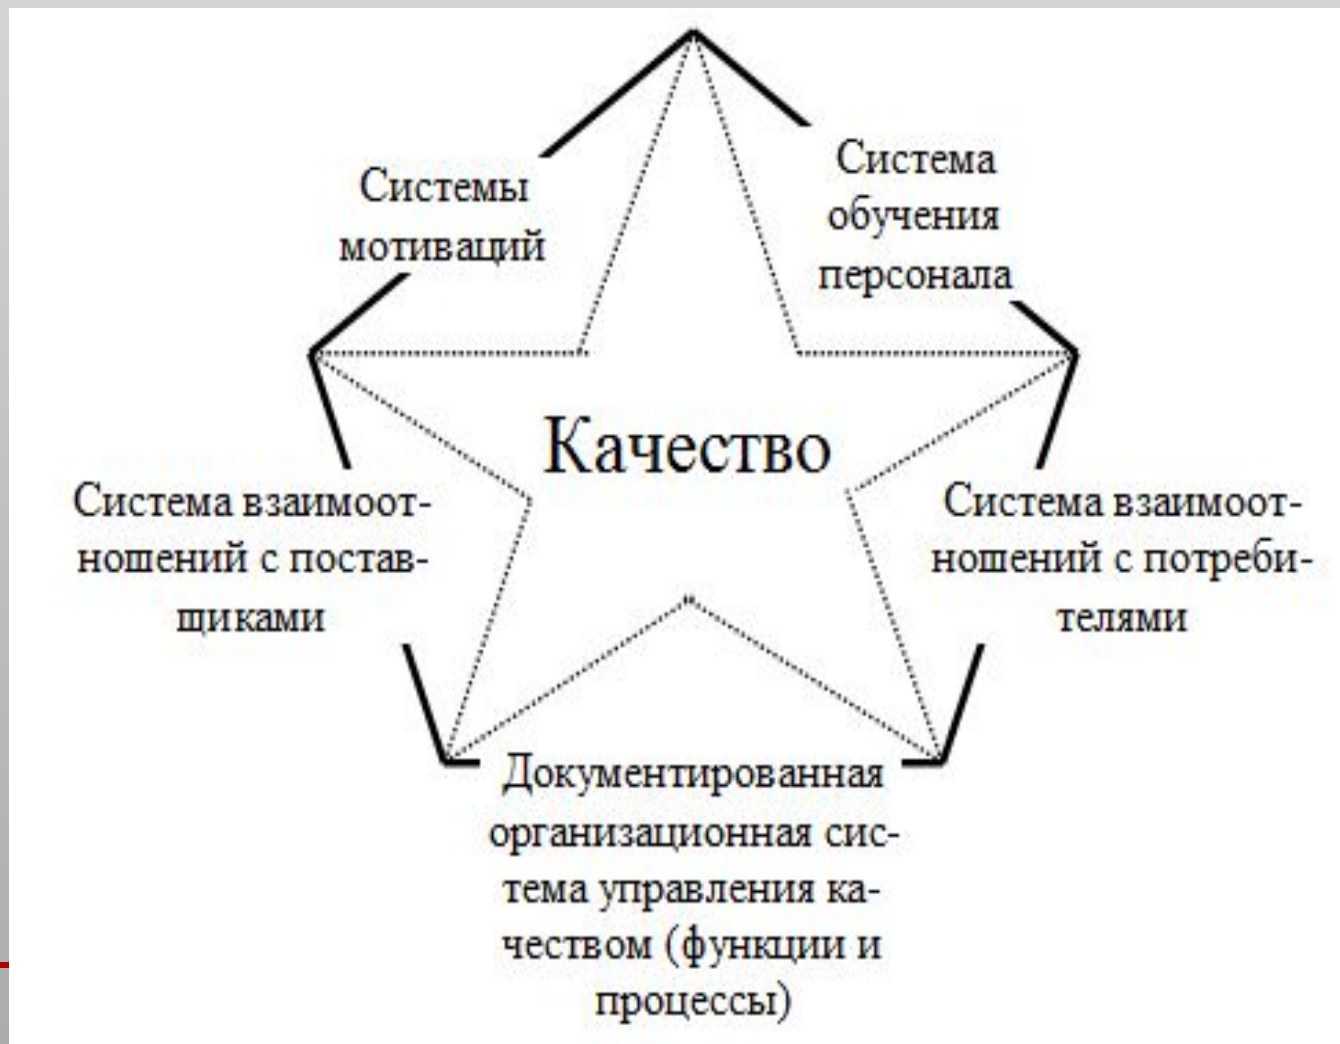 Системы
мотиваций
Система
обучения
персонала
Качество
Система взаимоот-
ношений с постав-
щиками
Система взаимоот-
ношений с потреби-
телями
Документированная
организационная сис-
тема управления ка-
чеством (функции и
процессы)